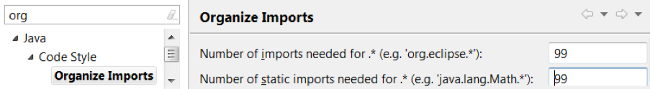 org
Java
Code Style
Organize Imports
Organize Imports
Number of imports needed for .* (e.g. 'org.eclipse.*'): 99
Number of static imports needed for .* (e.g. 'java.lang.Math.*'): 99